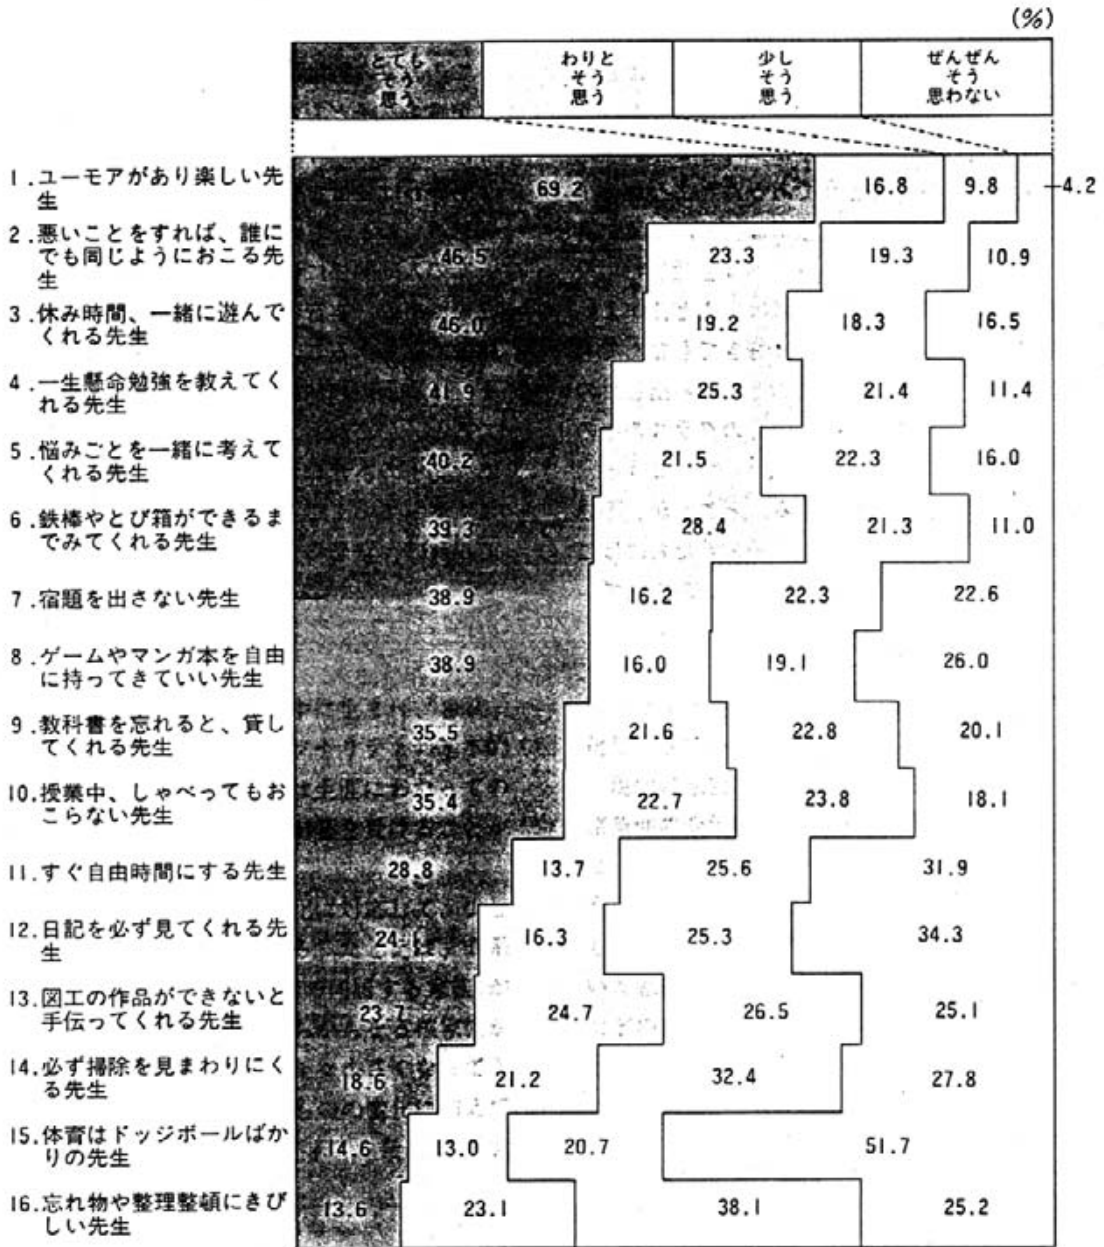 (%)
とても
そう
思う
わりと
そう
思う
少し
そう
思う
ぜんぜん
そう
思わない
1.ユーモアがあり楽しい先
生
69.2
16.8
9.8
4.2
2.悪いことをすれば、誰に
でも同じようにおこる先
生
46.5
23.3
19.3
10.9
3.休み時間、一緒に遊んで
くれる先生
46.0
19.2
18.3
16.5
4.一生懸命勉強を教えてく
れる先生
41.9
25.3
21.4
11.4
5.悩みごとを一緒に考えて
くれる先生
40.2
21.5
22.3
16.0
6.鉄棒やとび箱ができるま
でみてくれる先生
39.3
28.4
21.3
11.0
7.宿題を出さない先生
38.9
16.2
22.3
22.6
8.ゲームやマンガ本を自由
に持ってきていい先生
38.9
16.0
19.1
26.0
9.教科書を忘れると、貸し
てくれる先生
35.5
21.6
22.8
20.1
10.授業中、しゃべってもお
こらない先生
35.4
22.7
23.8
18.1
11.すぐ自由時間にする先生
28.8
13.7
25.6
31.9
12.日記を必ず見てくれる先
生
24.1
16.3
25.3
34.3
13.図工の作品ができないと
手伝ってくれる先生
23.7
24.7
26.5
25.1
14.必ず掃除を見まわりにく
る先生
18.6
21.2
32.4
27.8
15.体育はドッジボールばか
りの先生
14.6
13.0
20.7
51.7
16.忘れ物や整理整頓にきび
しい先生
13.6
23.1
38.1
25.2